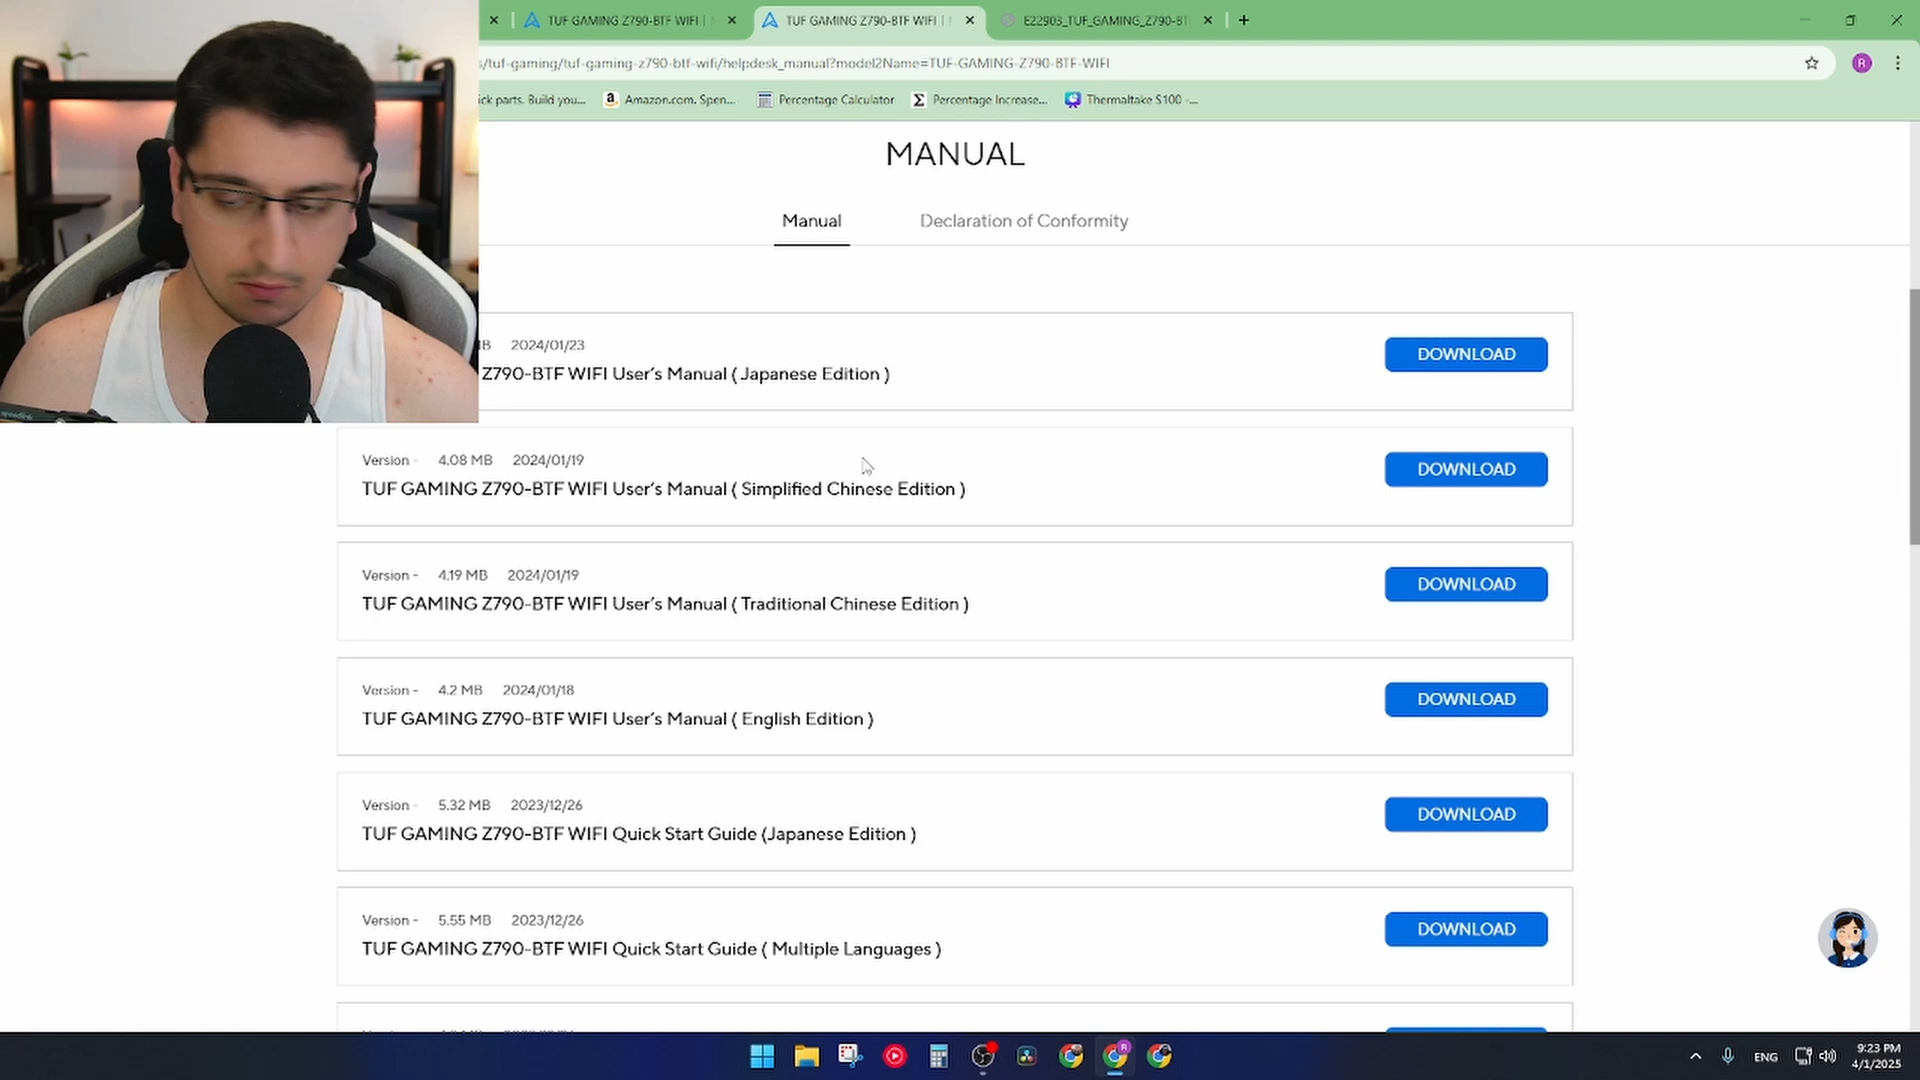 TUF GAMING Z790-BTF WIFI |
TUF GAMING Z790-BTF WIFI |
E22903_TUF_GAMING_Z790-BT
s/tuf-gaming/tuf-gaming-z790-btf-wifi/helpdesk_manual?model2Name=TUF-GAMING-Z790-BTF-WIFI
R
ick parts. Build you...
Amazon.com. Spen...
Percentage Calculator
Percentage Increase...
Thermaltake S100 -...
MANUAL
Manual
Declaration of Conformity
MB 2024/01/23
Z790-BTF WIFI User's Manual ( Japanese Edition )
DOWNLOAD
Version - 4.08 MB 2024/01/19
TUF GAMING Z790-BTF WIFI User's Manual ( Simplified Chinese Edition )
DOWNLOAD
Version - 4.19 MB 2024/01/19
TUF GAMING Z790-BTF WIFI User's Manual ( Traditional Chinese Edition )
DOWNLOAD
Version - 4.2 MB 2024/01/18
TUF GAMING Z790-BTF WIFI User's Manual ( English Edition )
DOWNLOAD
Version - 5.32 MB 2023/12/26
TUF GAMING Z790-BTF WIFI Quick Start Guide (Japanese Edition )
DOWNLOAD
Version - 5.55 MB 2023/12/26
TUF GAMING Z790-BTF WIFI Quick Start Guide ( Multiple Languages )
DOWNLOAD
ENG
9:23 PM
4/1/2025